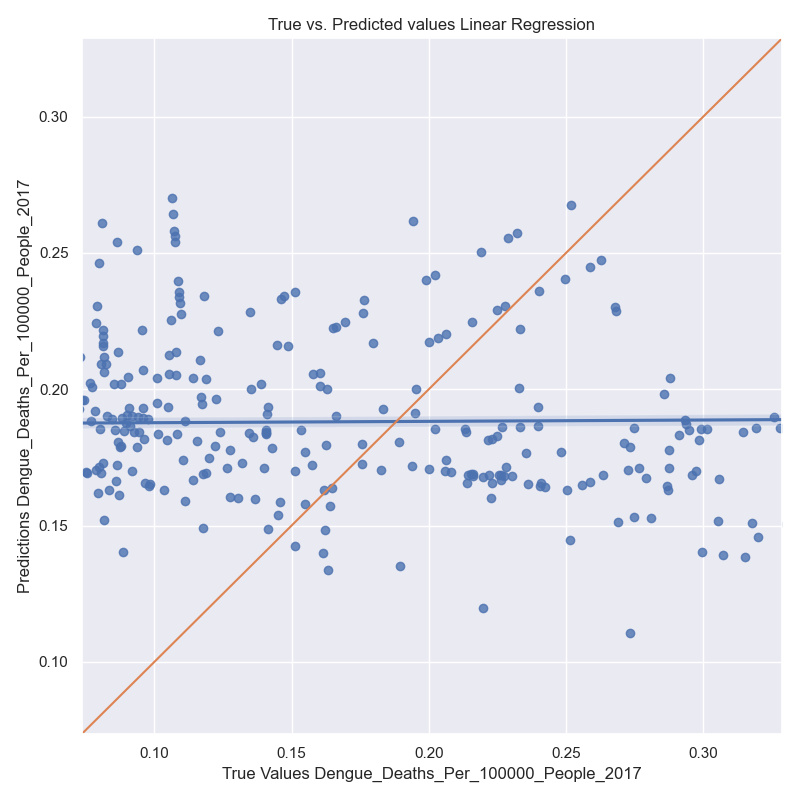 True vs. Predicted values Linear Regression
Predictions Dengue_Deaths_Per_100000_People_2017
0.30
0.25
0.20
0.15
0.10
0.10 0.15 0.20 0.25 0.30
True Values Dengue_Deaths_Per_100000_People_2017